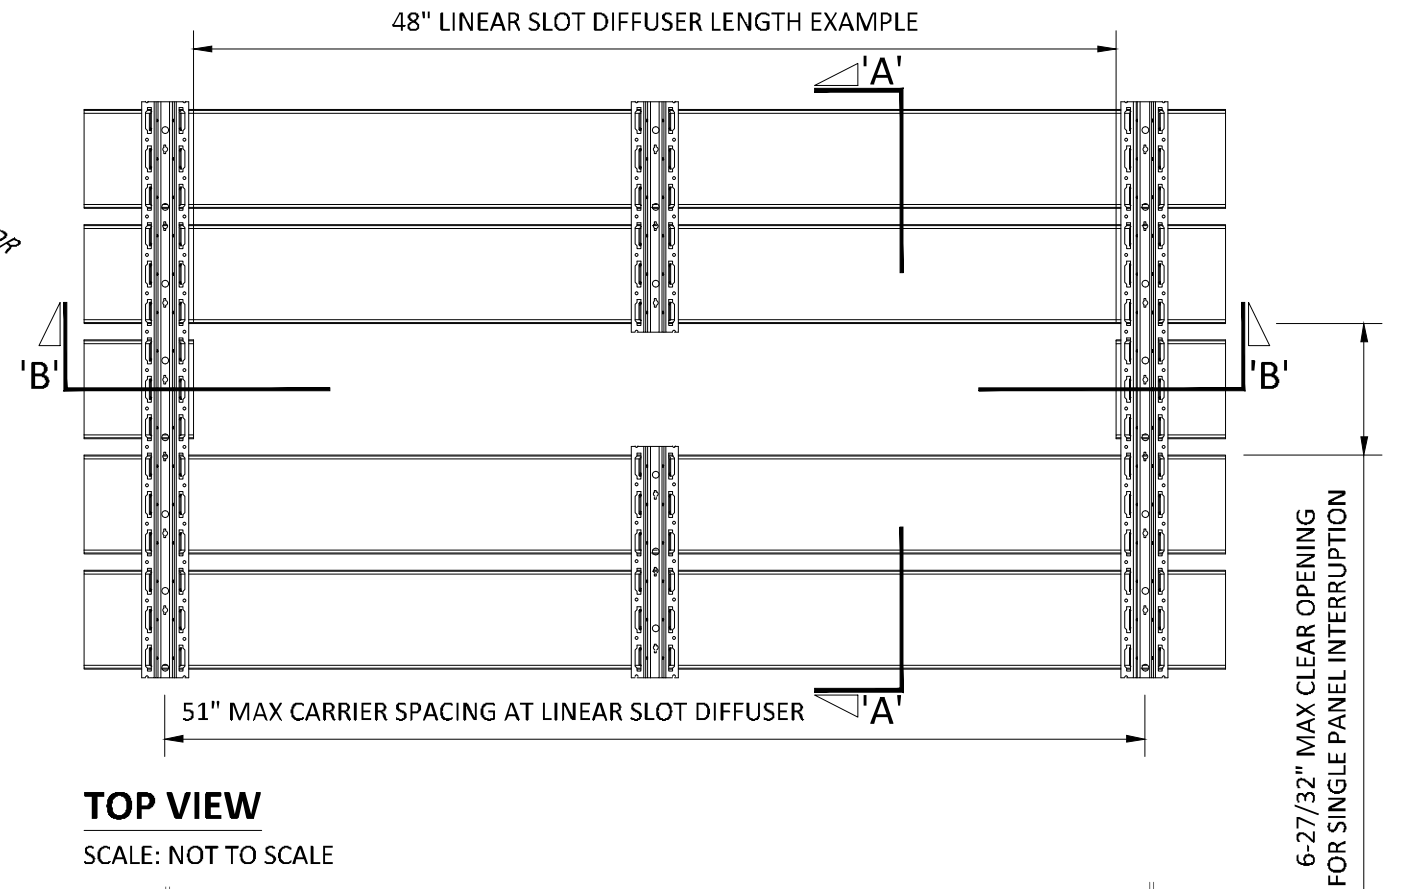 48" LINEAR SLOT DIFFUSER LENGTH EXAMPLE
'A'
'B'
'B'
6-27/32" MAX CLEAR OPENING
FOR SINGLE PANEL INTERRUPTION
51" MAX CARRIER SPACING AT LINEAR SLOT DIFFUSER
'A'
TOP VIEW
SCALE: NOT TO SCALE